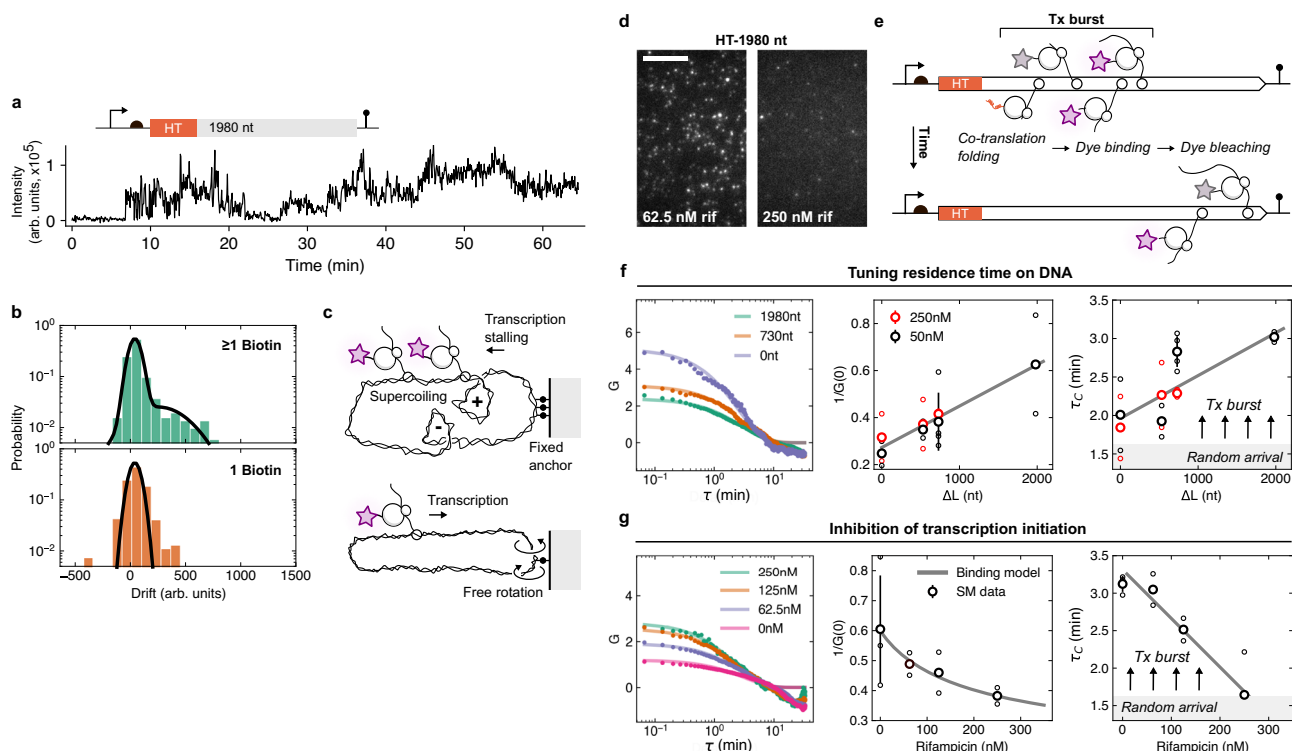 a
HT
1980 nt
Intensity
(arb. units, x10⁵)
1
0
0
10
20
30
40
50
60
Time (min)
b
Probability
10⁰
10⁻¹
10⁻²
≥1 Biotin
10⁰
10⁻¹
10⁻²
1 Biotin
−500
0
500
1000
1500
Drift (arb. units)
c
Transcription
stalling
Supercoiling
+
-
Fixed
anchor
Transcription
Free rotation
d
HT-1980 nt
62.5 nM rif
250 nM rif
e
Tx burst
HT
Time
Co-translation
folding
Dye binding
Dye bleaching
HT
f
Tuning residence time on DNA
G
6
4
2
0
1980nt
730nt
0nt
10⁻¹
10⁰
10¹
τ (min)
1/G(0)
0.8
0.6
0.4
0.2
250nM
50nM
0
1000
2000
ΔL (nt)
τC (min)
3.5
3.0
2.5
2.0
1.5
Tx burst
Random arrival
0
1000
2000
ΔL (nt)
g
Inhibition of transcription initiation
G
4
2
0
250nM
125nM
62.5nM
0nM
10⁻¹
10⁰
10¹
τ (min)
1/G(0)
0.8
0.7
0.6
0.5
0.4
0.3
Binding model
SM data
0
100
200
300
Rifampicin (nM)
τC (min)
3.5
3.0
2.5
2.0
1.5
Tx burst
Random arrival
0
100
200
300
Rifampicin (nM)